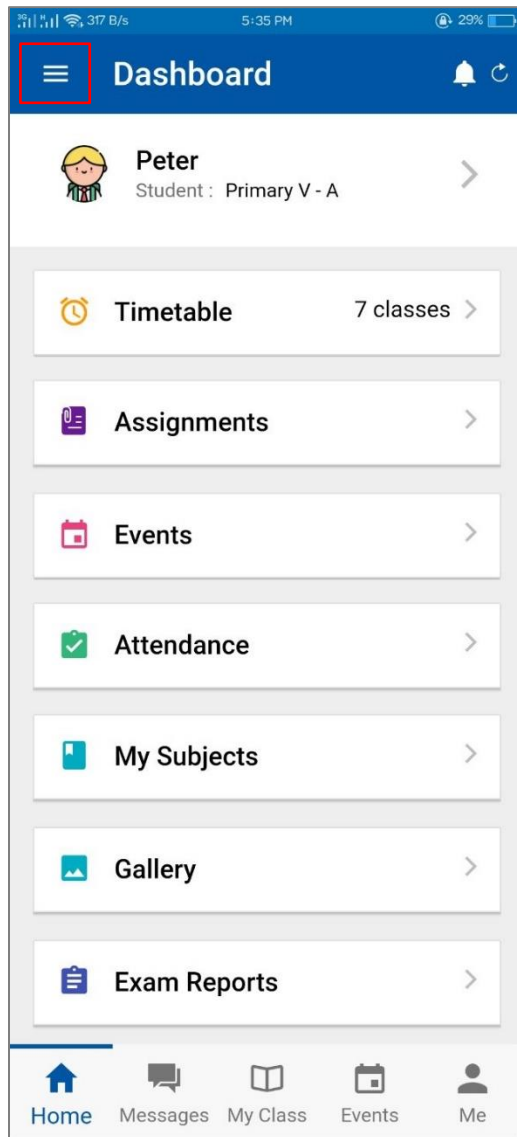 317 B/s 5:35 PM 29%
Dashboard
Peter
Student : Primary V - A
Timetable 7 classes
Assignments
Events
Attendance
My Subjects
Gallery
Exam Reports
Home Messages My Class Events Me